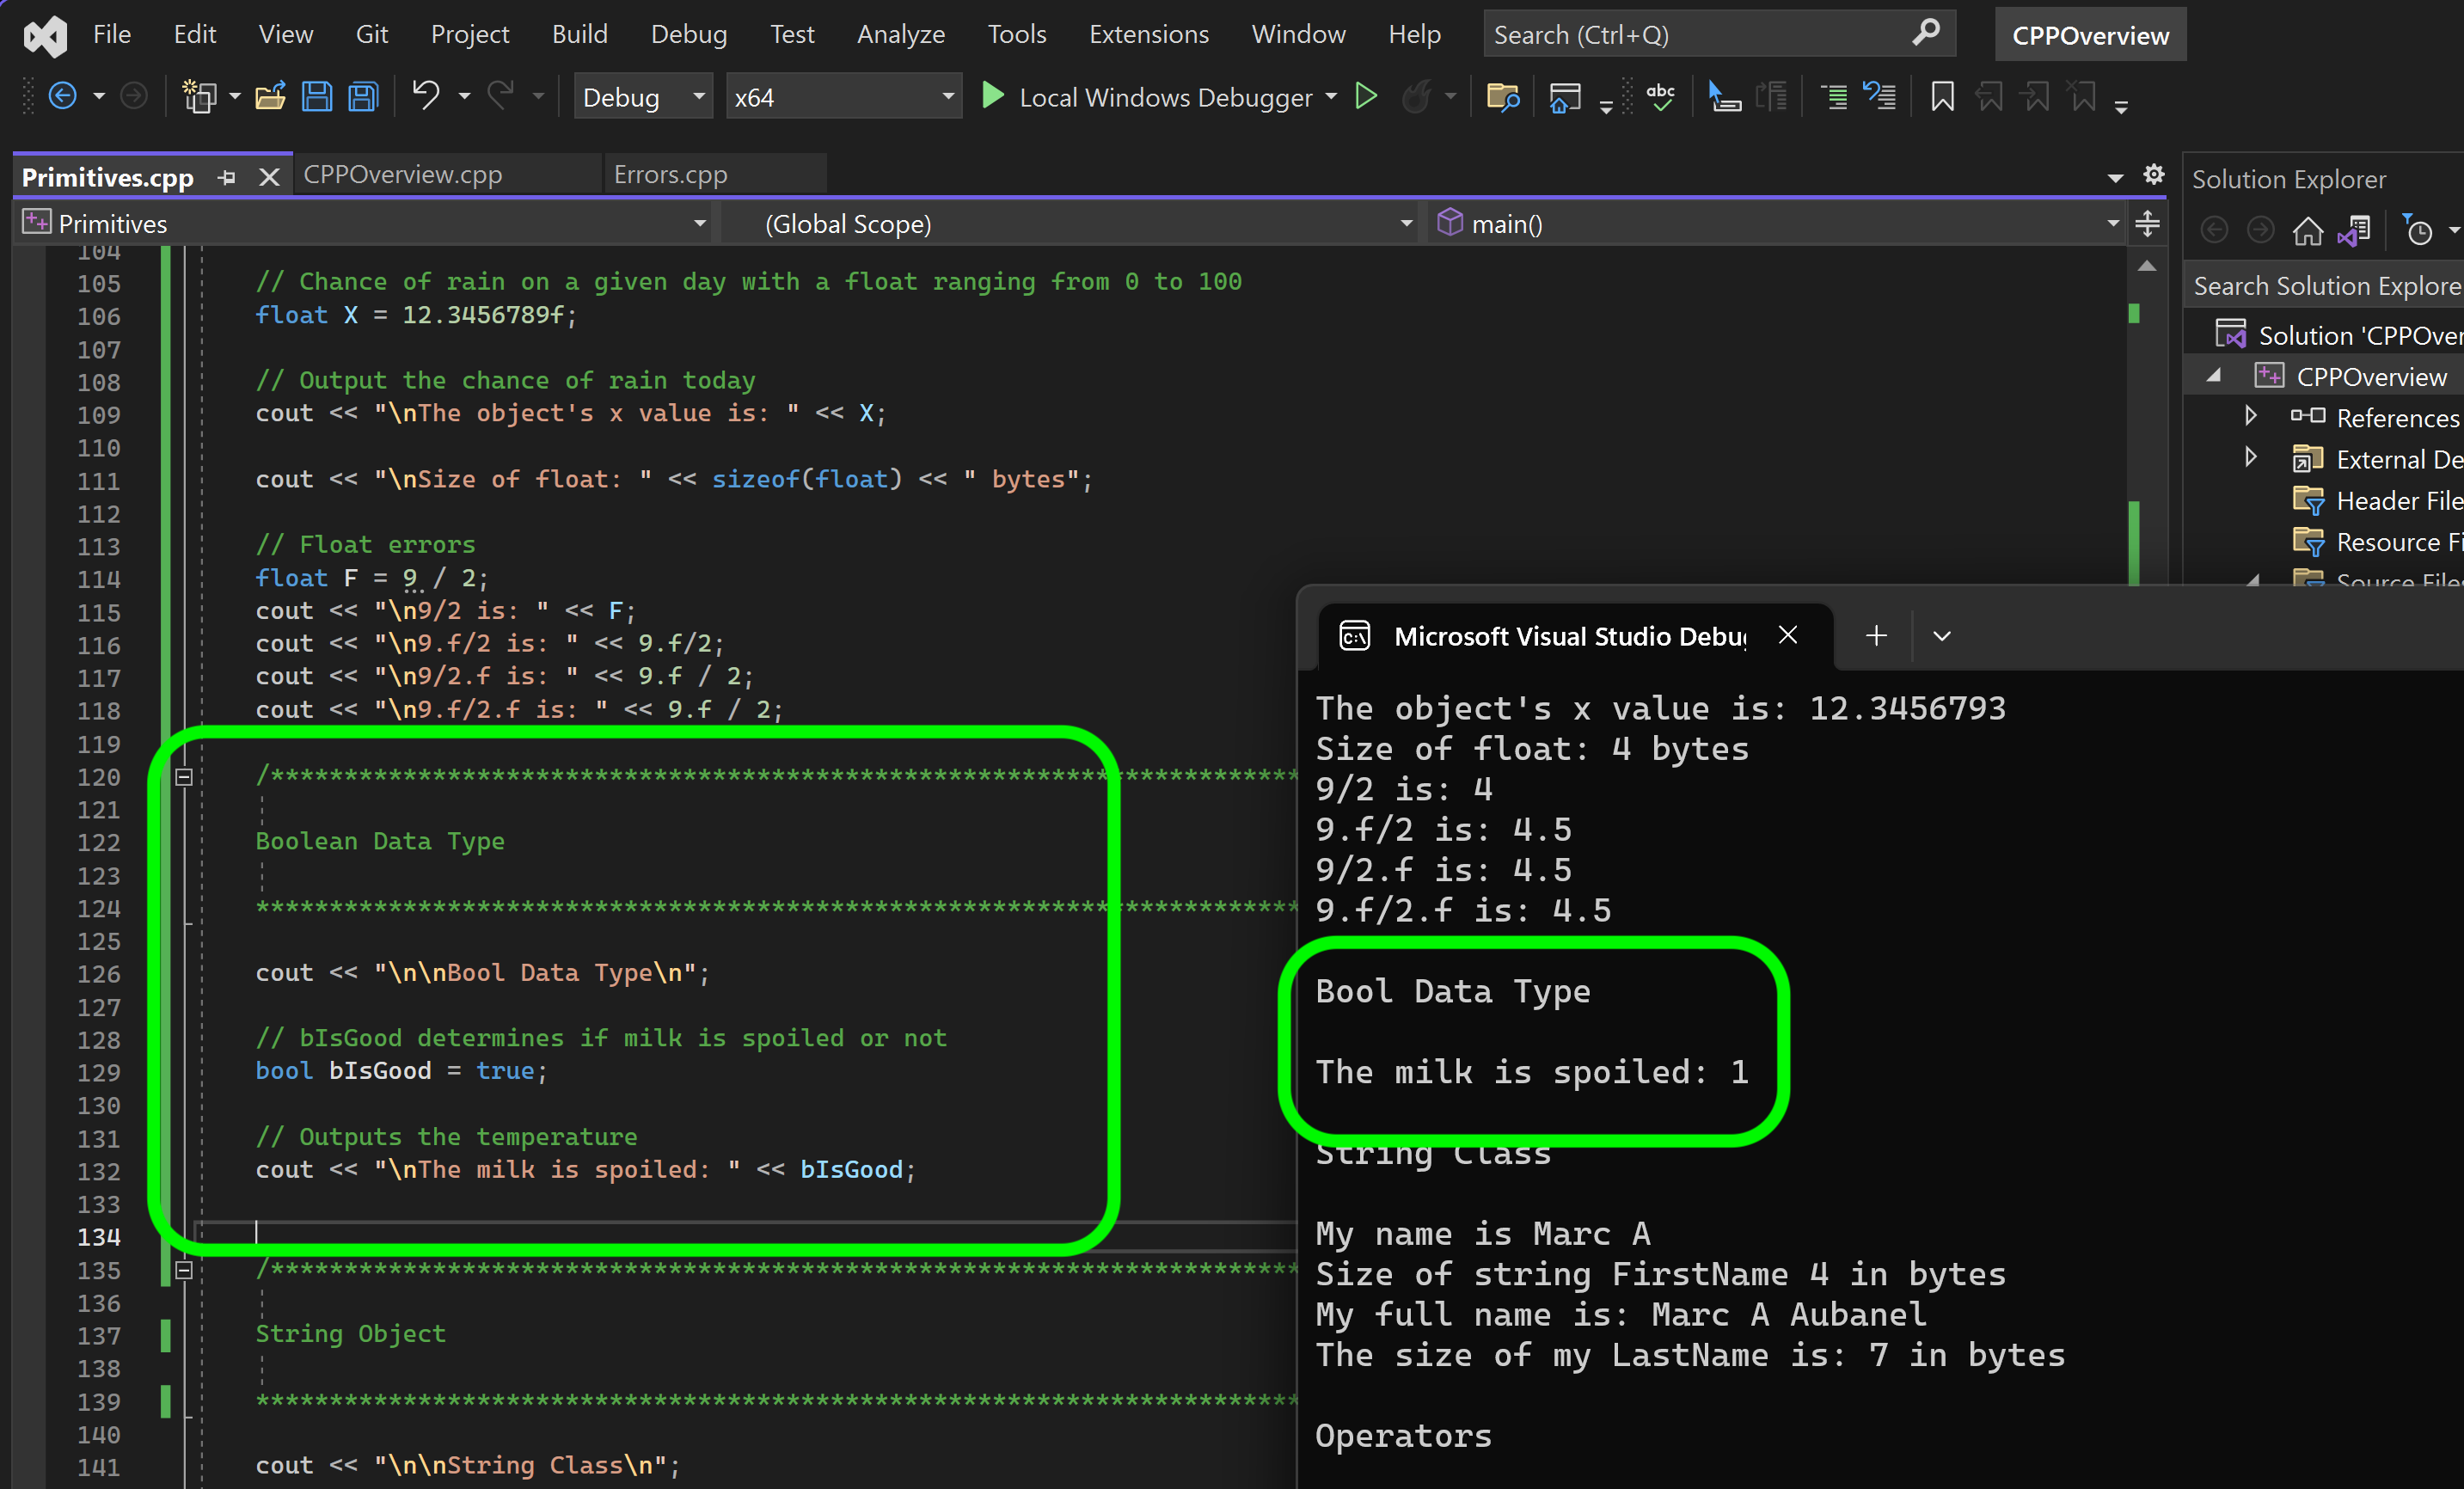 File Edit View Git Project Build Debug Test Analyze Tools Extensions Window Help Search (Ctrl+Q) CPPOverview
Debug x64 Local Windows Debugger
Primitives.cpp CPPOverview.cpp Errors.cpp
Primitives (Global Scope) main()
104
105 // Chance of rain on a given day with a float ranging from 0 to 100
106 float X = 12.3456789f;
107
108 // Output the chance of rain today
109 cout << "\nThe object's x value is: " << X;
110
111 cout << "\nSize of float: " << sizeof(float) << " bytes";
112
113 // Float errors
114 float F = 9 / 2;
115 cout << "\n9/2 is: " << F;
116 cout << "\n9.f/2 is: " << 9.f/2;
117 cout << "\n9/2.f is: " << 9.f / 2;
118 cout << "\n9.f/2.f is: " << 9.f / 2;
119
120 /***********************************************************************
121
122 Boolean Data Type
123
124 ************************************************************************
125
126 cout << "\n\nBool Data Type\n";
127
128 // bIsGood determines if milk is spoiled or not
129 bool bIsGood = true;
130
131 // Outputs the temperature
132 cout << "\nThe milk is spoiled: " << bIsGood;
133
134
135 /***********************************************************************
136
137 String Object
138
139 ************************************************************************
140
141 cout << "\n\nString Class\n";
Solution Explorer
Search Solution Explore
Solution 'CPPOver
CPPOverview
References
External De
Header File
Resource Fi
Source Files
Microsoft Visual Studio Debug
The object's x value is: 12.3456793
Size of float: 4 bytes
9/2 is: 4
9.f/2 is: 4.5
9/2.f is: 4.5
9.f/2.f is: 4.5
Bool Data Type
The milk is spoiled: 1
String Class
My name is Marc A
Size of string FirstName 4 in bytes
My full name is: Marc A Aubanel
The size of my LastName is: 7 in bytes
Operators